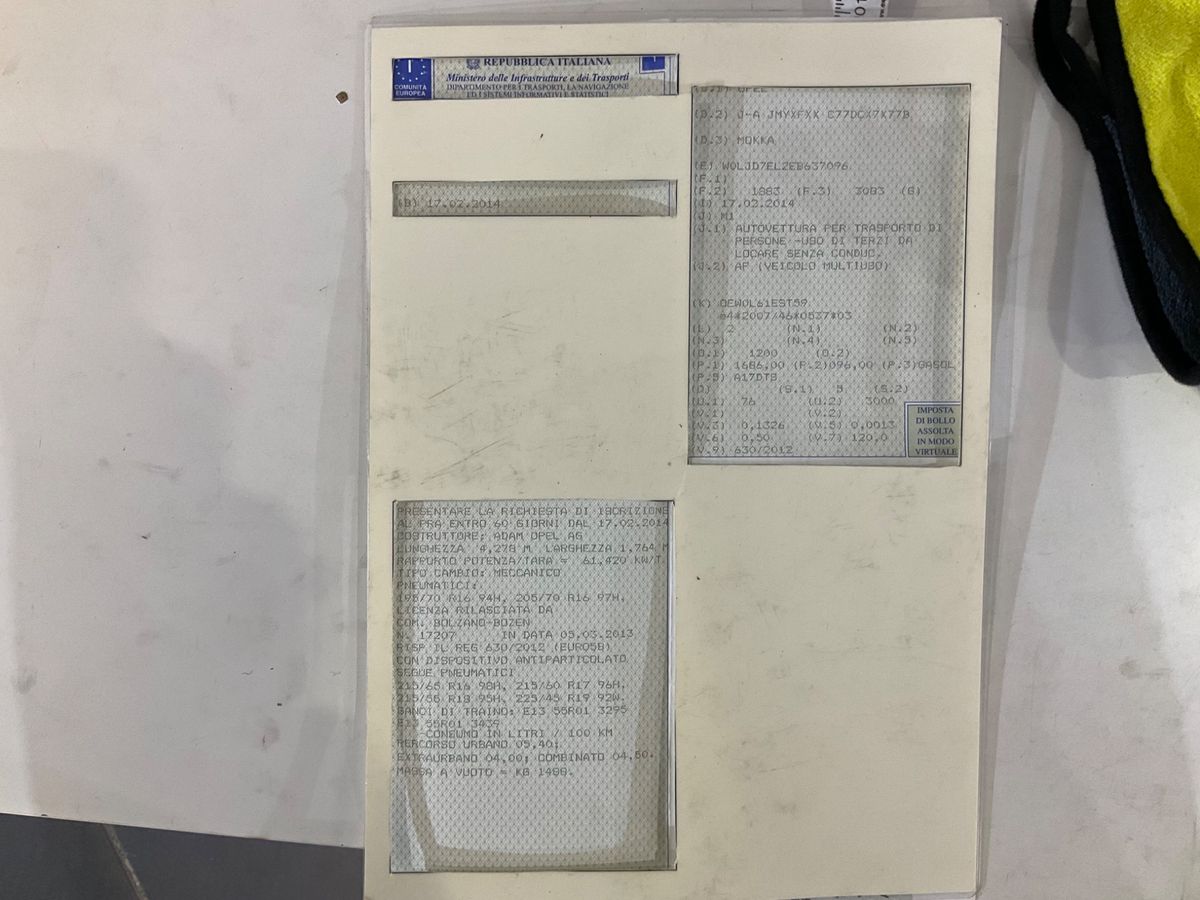 COMUNITÀ
EUROPEA
I
REPUBBLICA ITALIANA
Ministero delle Infrastrutture e dei Trasporti
DIPARTIMENTO PER I TRASPORTI, LA NAVIGAZIONE
ED I SISTEMI INFORMATIVI E STATISTICI
(B) 17.02.2014
PRESENTARE LA RICHIESTA DI ISCRIZIONE
AL PRA ENTRO 60 GIORNI DAL 17.02.2014
COSTRUTTORE: ADAM OPEL AG
LUNGHEZZA 4,278 M LARGHEZZA 1,764 M
RAPPORTO POTENZA/TARA = 61,420 KW/T
TIPO CAMBIO: MECCANICO
PNEUMATICI:
195/70 R16 94H, 205/70 R16 97H,
LICENZA RILASCIATA DA
COM. BOLZANO-BOZEN
N. 17207 IN DATA 05.03.2013
RISP IL REG 630/2012 (EURO5B)
CON DISPOSITIVO ANTIPARTICOLATO
SEGUE PNEUMATICI
215/65 R16 98H, 215/60 R17 96H,
215/55 R18 95H, 225/45 R19 92W.
GANCI DI TRAINO: E13 55R01 3295
E13 55R01 3439
-CONSUMO IN LITRI / 100 KM
PERCORSO URBANO 05,40;
EXTRAURBANO 04,00; COMBINATO 04,50.
MASSA A VUOTO = KG 1488.
OPEL
(D.2) J-A JMYXFXX C77DCX7X77B
(D.3) MOKKA
(E) W0LJD7EL2EB637096
(F.1)
(F.2) 1883 (F.3) 3083 (G)
(I) 17.02.2014
(J) M1
(J.1) AUTOVETTURA PER TRASPORTO DI
PERSONE -USO DI TERZI DA
LOCARE SENZA CONDUC.
(J.2) AF (VEICOLO MULTIUSO)
(K) OEWOL61EST59
e4*2007/46*0537*03
(L) 2 (N.1) (N.2)
(N.3) (N.4) (N.5)
(O.1) 1200 (O.2)
(P.1) 1686,00 (P.2)096,00 (P.3)GASOL
(P.5) A17DTS
(Q) (S.1) 5 (S.2)
(U.1) 76 (U.2) 3000
(V.1) (V.2)
(V.3) 0,1326 (V.5) 0,0013
(V.6) 0,50 (V.7) 120,0
(V.9) 630/2012
IMPOSTA
DI BOLLO
ASSOLTA
IN MODO
VIRTUALE